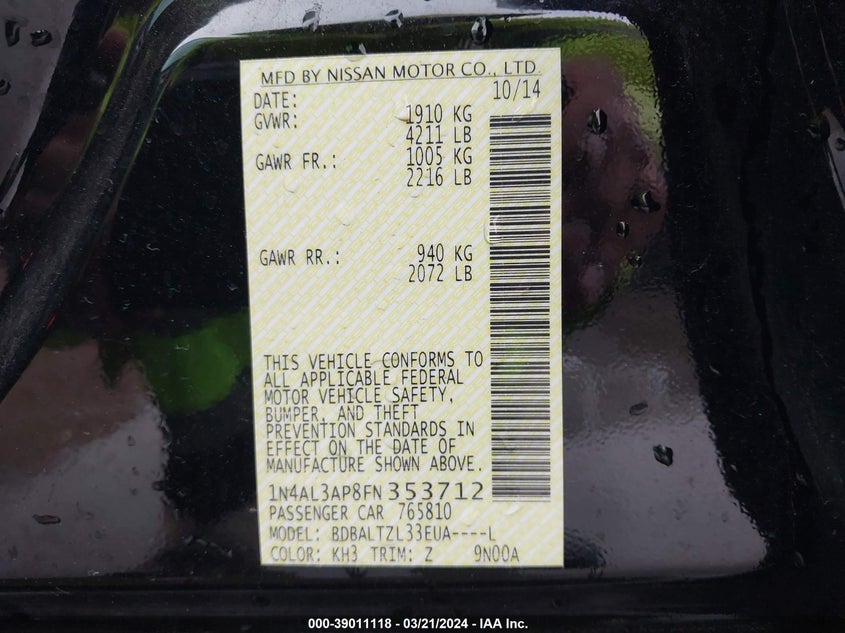 MFD BY NISSAN MOTOR CO., LTD.
DATE: 10/14
GVWR: 1910 KG
4211 LB
GAWR FR.: 1005 KG
2216 LB
GAWR RR.: 940 KG
2072 LB
THIS VEHICLE CONFORMS TO
ALL APPLICABLE FEDERAL
MOTOR VEHICLE SAFETY,
BUMPER, AND THEFT
PREVENTION STANDARDS IN
EFFECT ON THE DATE OF
MANUFACTURE SHOWN ABOVE.
1N4AL3AP8FN 353712
PASSENGER CAR 765810
MODEL: BDBALTZL33EUA----L
COLOR: KH3 TRIM: Z 9N00A
000-39011118 - 03/21/2024 - IAA Inc.